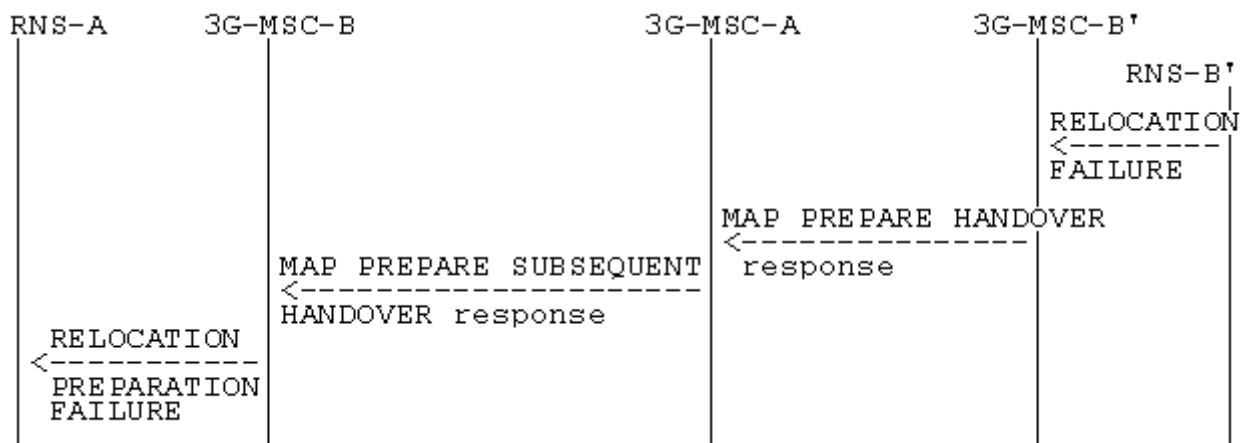 RNS-A 3G-MSC-B 3G-MSC-A 3G-MSC-B'
RNS-B'
RELOCATION
FAILURE
MAP PREPARE HANDOVER
response
MAP PREPARE SUBSEQUENT
HANDOVER response
RELOCATION
PREPARATION
FAILURE